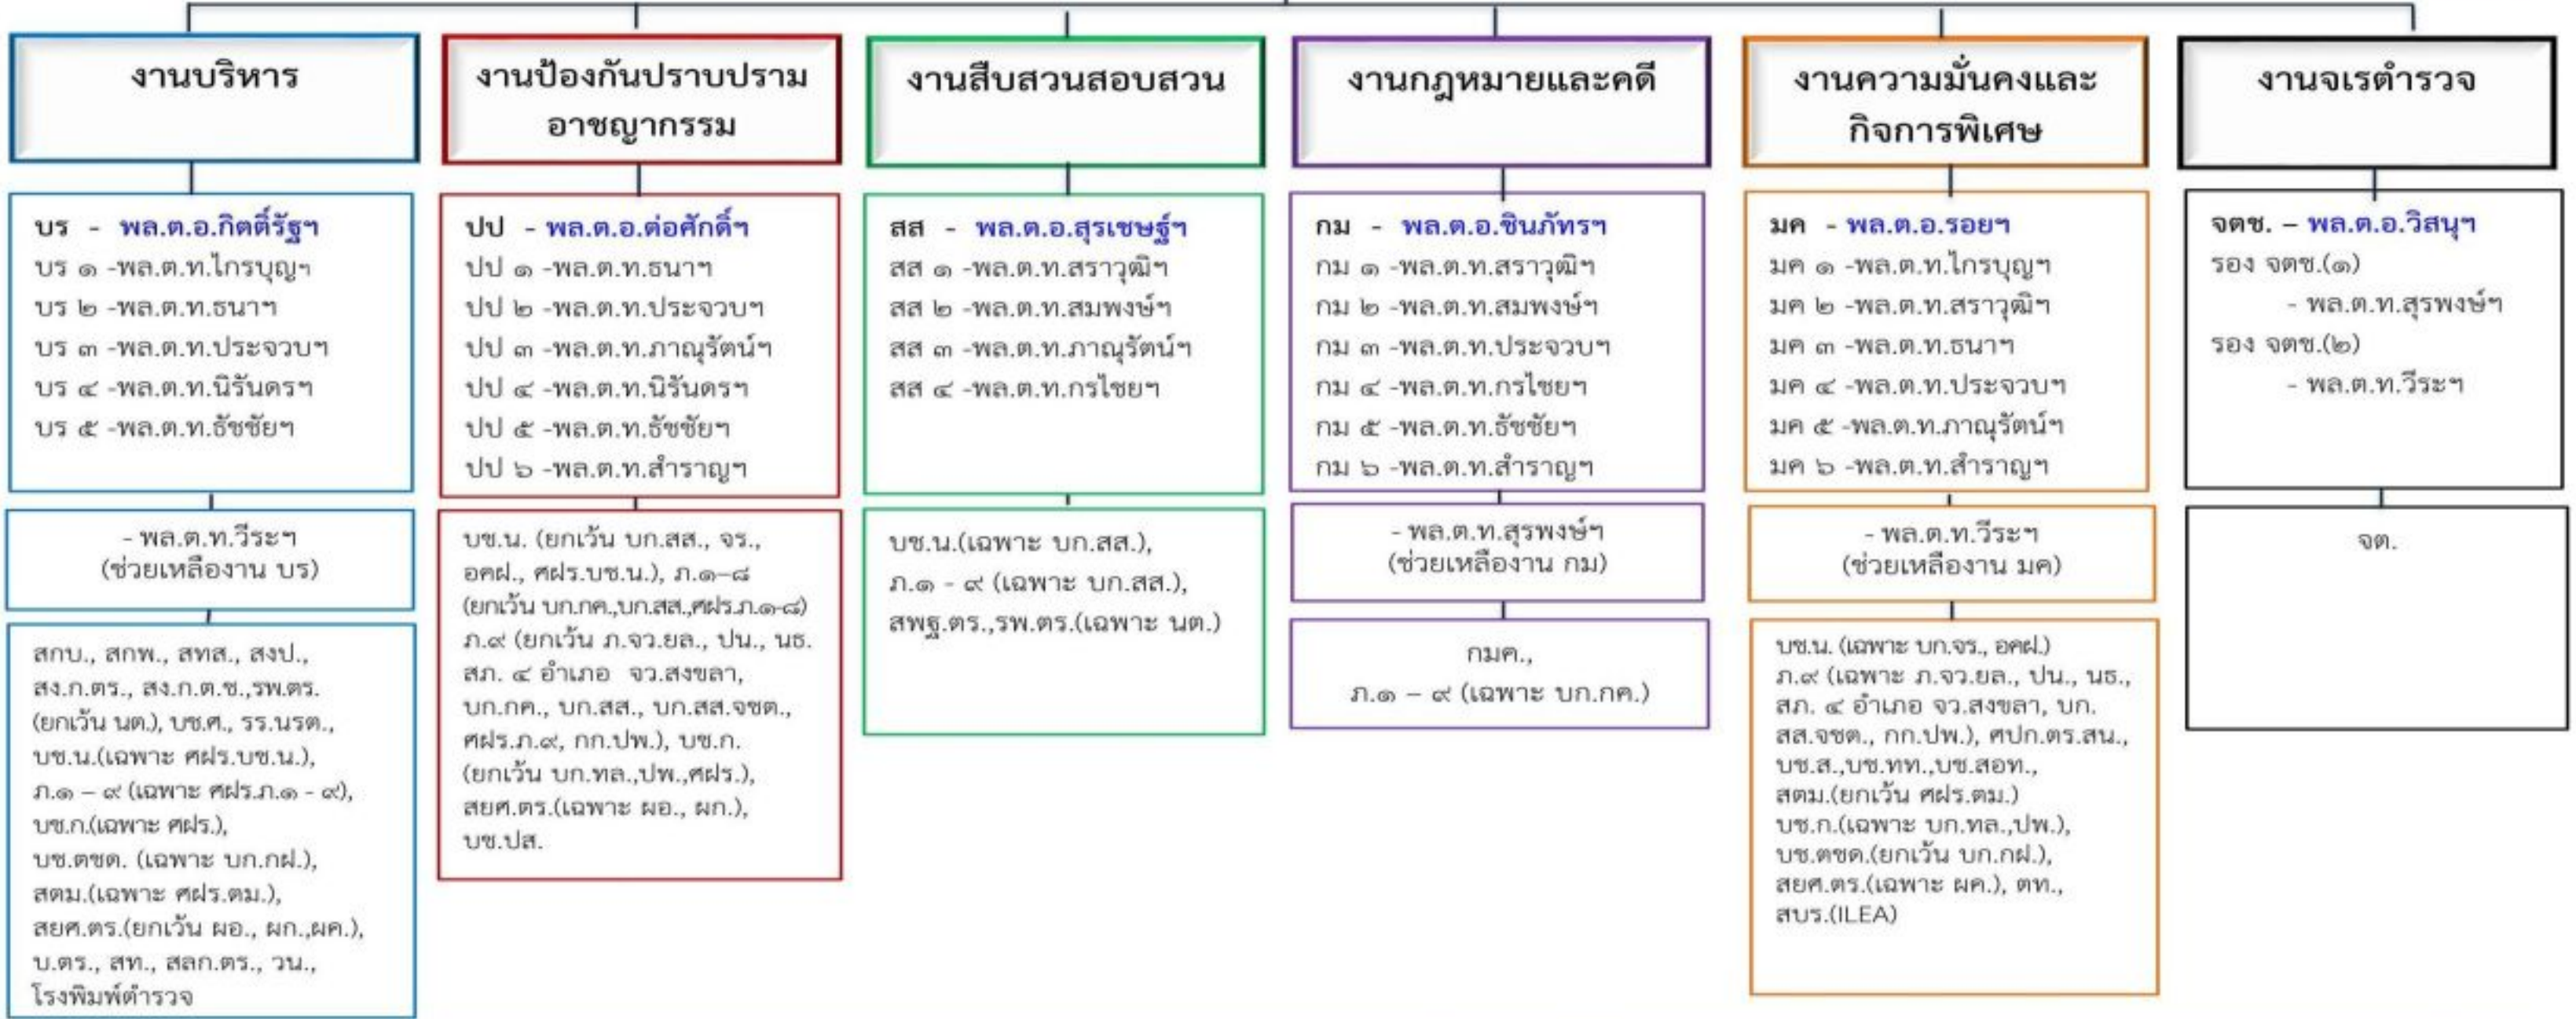 งานบริหาร
บร - พล.ต.อ.กิตติ์รัฐฯ
บร ๑ -พล.ต.ท.ไกรบุญฯ
บร ๒ -พล.ต.ท.ธนาฯ
บร ๓ -พล.ต.ท.ประจวบฯ
บร ๔ -พล.ต.ท.นิรันดรฯ
บร ๕ -พล.ต.ท.ธัชชัยฯ
- พล.ต.ท.วีระฯ
(ช่วยเหลืองาน บร)
สกบ., สกพ., สทส., สงป.,
สง.ก.ตร., สง.ก.ต.ช.,รพ.ตร.
(ยกเว้น นต.), บช.ศ., รร.นรต.,
บช.น.(เฉพาะ ศฝร.บช.น.),
ภ.๑ – ๙ (เฉพาะ ศฝร.ภ.๑ - ๙),
บช.ก.(เฉพาะ ศฝร.),
บช.ตชด. (เฉพาะ บก.กฝ.),
สตม.(เฉพาะ ศฝร.ตม.),
สยศ.ตร.(ยกเว้น ผอ., ผก.,ผค.),
บ.ตร., สท., สลก.ตร., วน.,
โรงพิมพ์ตำรวจ
งานป้องกันปราบปราม
อาชญากรรม
ปป - พล.ต.อ.ต่อศักดิ์ฯ
ปป ๑ -พล.ต.ท.ธนาฯ
ปป ๒ -พล.ต.ท.ประจวบฯ
ปป ๓ -พล.ต.ท.ภาณุรัตน์ฯ
ปป ๔ -พล.ต.ท.นิรันดรฯ
ปป ๕ -พล.ต.ท.ธัชชัยฯ
ปป ๖ -พล.ต.ท.สำราญฯ
บช.น. (ยกเว้น บก.สส., จร.,
อคฝ., ศฝร.บช.น.), ภ.๑–๘
(ยกเว้น บก.กค.,บก.สส.,ศฝร.ภ.๑-๘)
ภ.๙ (ยกเว้น ภ.จว.ยล., ปน., นธ.
สภ. ๔ อำเภอ จว.สงขลา,
บก.กค., บก.สส., บก.สส.จชต.,
ศฝร.ภ.๙, กก.ปพ.), บช.ก.
(ยกเว้น บก.ทล.,ปพ.,ศฝร.),
สยศ.ตร.(เฉพาะ ผอ., ผก.),
บช.ปส.
งานสืบสวนสอบสวน
สส - พล.ต.อ.สุรเชษฐ์ฯ
สส ๑ -พล.ต.ท.สราวุฒิฯ
สส ๒ -พล.ต.ท.สมพงษ์ฯ
สส ๓ -พล.ต.ท.ภาณุรัตน์ฯ
สส ๔ -พล.ต.ท.กรไชยฯ
บช.น.(เฉพาะ บก.สส.),
ภ.๑ - ๙ (เฉพาะ บก.สส.),
สพฐ.ตร.,รพ.ตร.(เฉพาะ นต.)
งานกฎหมายและคดี
กม - พล.ต.อ.ชินภัทรฯ
กม ๑ -พล.ต.ท.สราวุฒิฯ
กม ๒ -พล.ต.ท.สมพงษ์ฯ
กม ๓ -พล.ต.ท.ประจวบฯ
กม ๔ -พล.ต.ท.กรไชยฯ
กม ๕ -พล.ต.ท.ธัชชัยฯ
กม ๖ -พล.ต.ท.สำราญฯ
- พล.ต.ท.สุรพงษ์ฯ
(ช่วยเหลืองาน กม)
กมค.,
ภ.๑ – ๙ (เฉพาะ บก.กค.)
งานความมั่นคงและ
กิจการพิเศษ
มค - พล.ต.อ.รอยฯ
มค ๑ -พล.ต.ท.ไกรบุญฯ
มค ๒ -พล.ต.ท.สราวุฒิฯ
มค ๓ -พล.ต.ท.ธนาฯ
มค ๔ -พล.ต.ท.ประจวบฯ
มค ๕ -พล.ต.ท.ภาณุรัตน์ฯ
มค ๖ -พล.ต.ท.สำราญฯ
- พล.ต.ท.วีระฯ
(ช่วยเหลืองาน มค)
บช.น. (เฉพาะ บก.จร., อคฝ.)
ภ.๙ (เฉพาะ ภ.จว.ยล., ปน., นธ.,
สภ. ๔ อำเภอ จว.สงขลา, บก.
สส.จชต., กก.ปพ.), ศปก.ตร.สน.,
บช.ส.,บช.ทท.,บช.สอท.,
สตม.(ยกเว้น ศฝร.ตม.)
บช.ก.(เฉพาะ บก.ทล.,ปพ.),
บช.ตชด.(ยกเว้น บก.กฝ.),
สยศ.ตร.(เฉพาะ ผค.), ตท.,
สบร.(ILEA)
งานจเรตำรวจ
จตช. – พล.ต.อ.วิสนุฯ
รอง จตช.(๑)
- พล.ต.ท.สุรพงษ์ฯ
รอง จตช.(๒)
- พล.ต.ท.วีระฯ
จต.